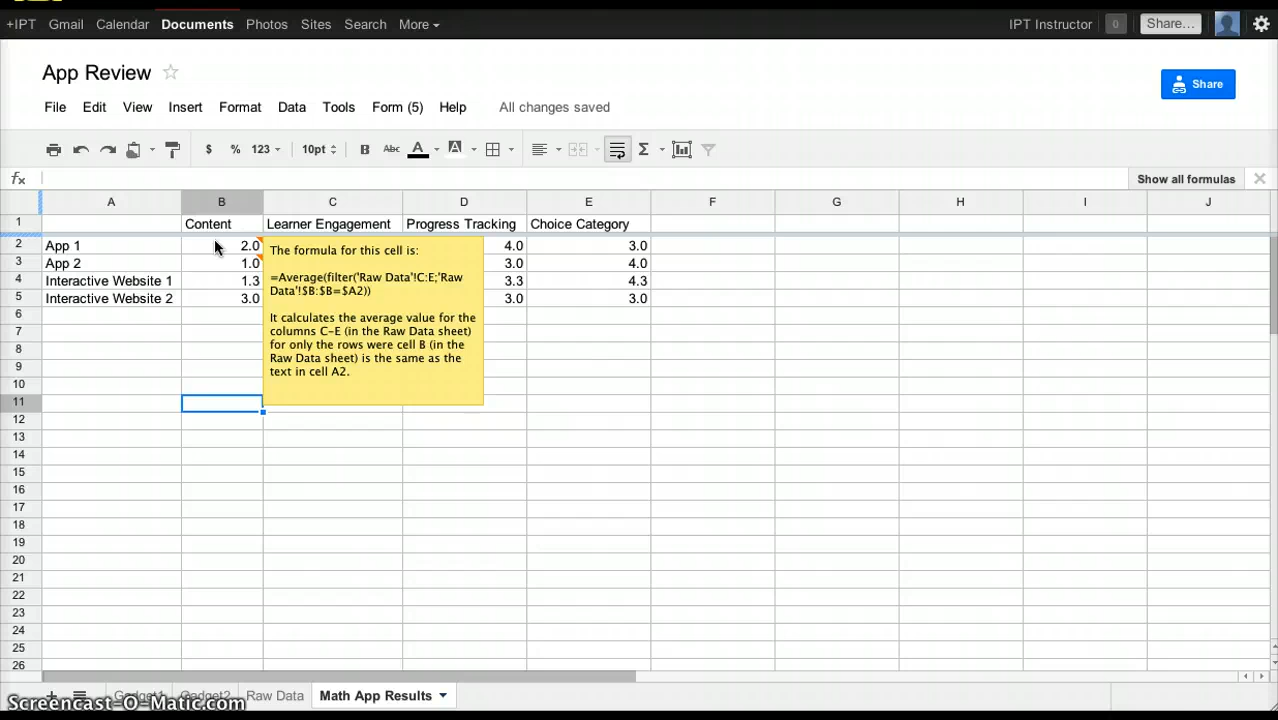 +IPT Gmail Calendar Documents Photos Sites Search More IPT Instructor 0 Share...
App Review
Share
File Edit View Insert Format Data Tools Form (5) Help All changes saved
$ % 123 10pt B Abc A A Σ
fx Show all formulas
A B C D E F G H I J
1 Content Learner Engagement Progress Tracking Choice Category
2 App 1 2.0 4.0 3.0
3 App 2 1.0 3.0 4.0
4 Interactive Website 1 1.3 3.3 4.3
5 Interactive Website 2 3.0 3.0 3.0
The formula for this cell is:
=Average(filter('Raw Data'!C:E;'Raw
Data'!$B:$B=$A2))
It calculates the average value for the
columns C-E (in the Raw Data sheet)
for only the rows were cell B (in the
Raw Data sheet) is the same as the
text in cell A2.
6
7
8
9
10
11
12
13
14
15
16
17
18
19
20
21
22
23
24
25
26
Gadget1 Gadget2 Raw Data Math App Results
Screencast-O-Matic.com